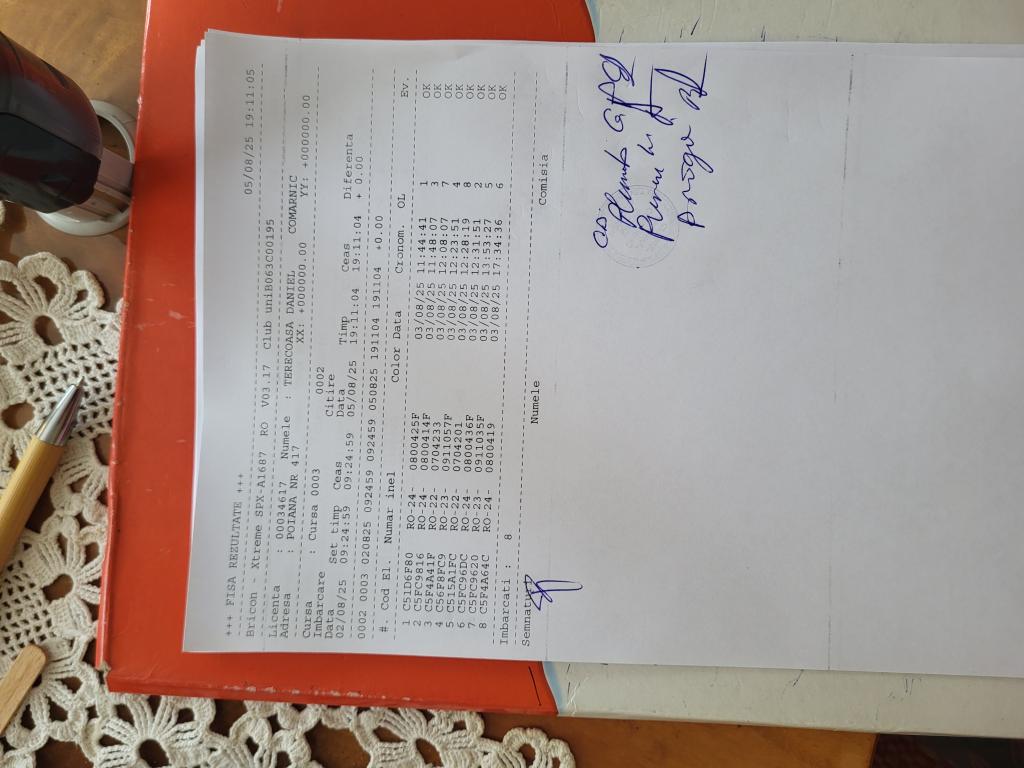 +++ FISA REZULTATE +++
Bricon - Xtreme SPX-A1687 RO V03.17 Club uniB063C00195 05/08/25 19:11:05
Licenta : 00034617 Numele : TERECOASA DANIEL COMARNIC
Adresa : POIANA NR 417 XX: +000000.00 YY: +000000.00
Cursa : Cursa 0003 0002
Imbarcare Citire
Data Set timp Ceas Data Timp Ceas Diferenta
02/08/25 09:24:59 09:24:59 05/08/25 19:11:04 19:11:04 + 0.00
0002 0003 020825 092459 092459 050825 191104 191104 +0.00
#. Cod El. Numar inel Color Data Cronom. OL Ev.
1 C51D6F80 RO-24- 0800425F 03/08/25 11:44:41 1 OK
2 C5FC9816 RO-24- 0800414F 03/08/25 11:48:07 3 OK
3 C5F4A41F RO-22- 0704233 03/08/25 12:08:07 7 OK
4 C56F8FC9 RO-23- 0911057F 03/08/25 12:23:51 4 OK
5 C515A1FC RO-22- 0704201 03/08/25 12:28:19 8 OK
6 C5FC96DC RO-24- 0800436F 03/08/25 12:31:51 2 OK
7 C5FC9620 RO-23- 0911035F 03/08/25 13:53:27 5 OK
8 C5F4A64C RO-24- 0800419 03/08/25 17:34:36 6 OK
Imbarcati : 8
Semnatura Numele Comisia